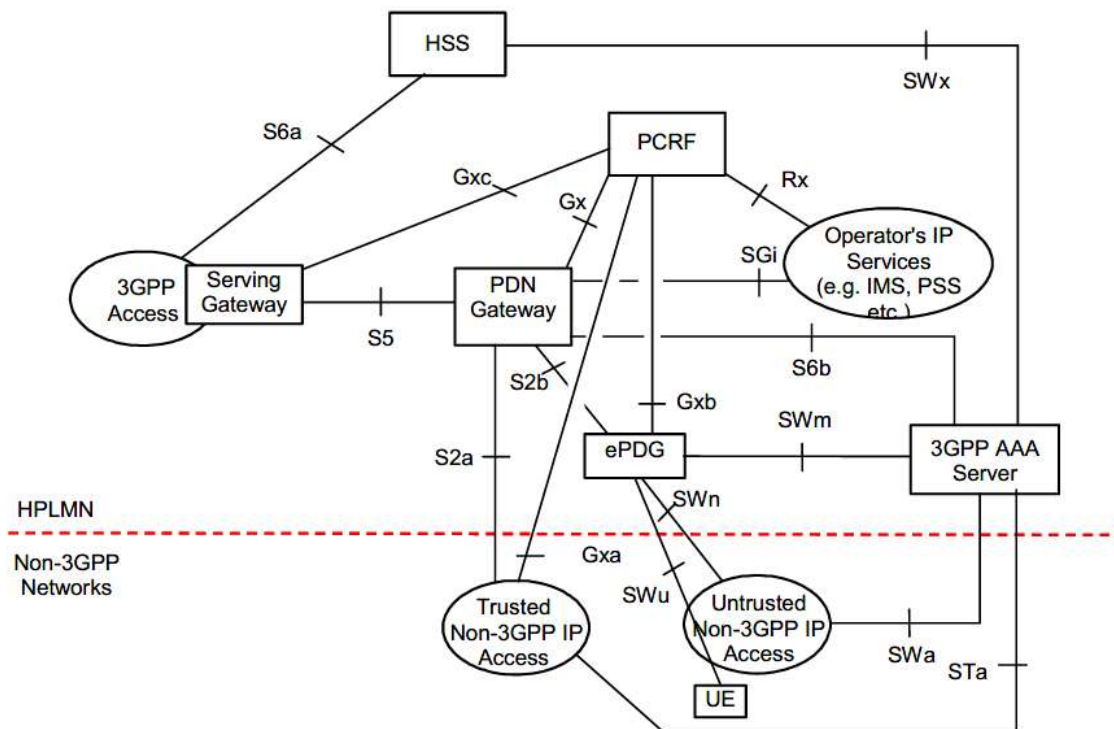 HSS
SWx
S6a
PCRF
Gxc
Rx
Gx
Operator's IP
Services
(e.g. IMS, PSS
etc.)
SGi
3GPP
Access
Serving
Gateway
PDN
Gateway
S5
S6b
S2b
Gxb
SWm
ePDG
3GPP AAA
Server
S2a
SWn
HPLMN
Non-3GPP
Networks
Gxa
SWu
Trusted
Non-3GPP IP
Access
Untrusted
Non-3GPP IP
Access
SWa
STa
UE